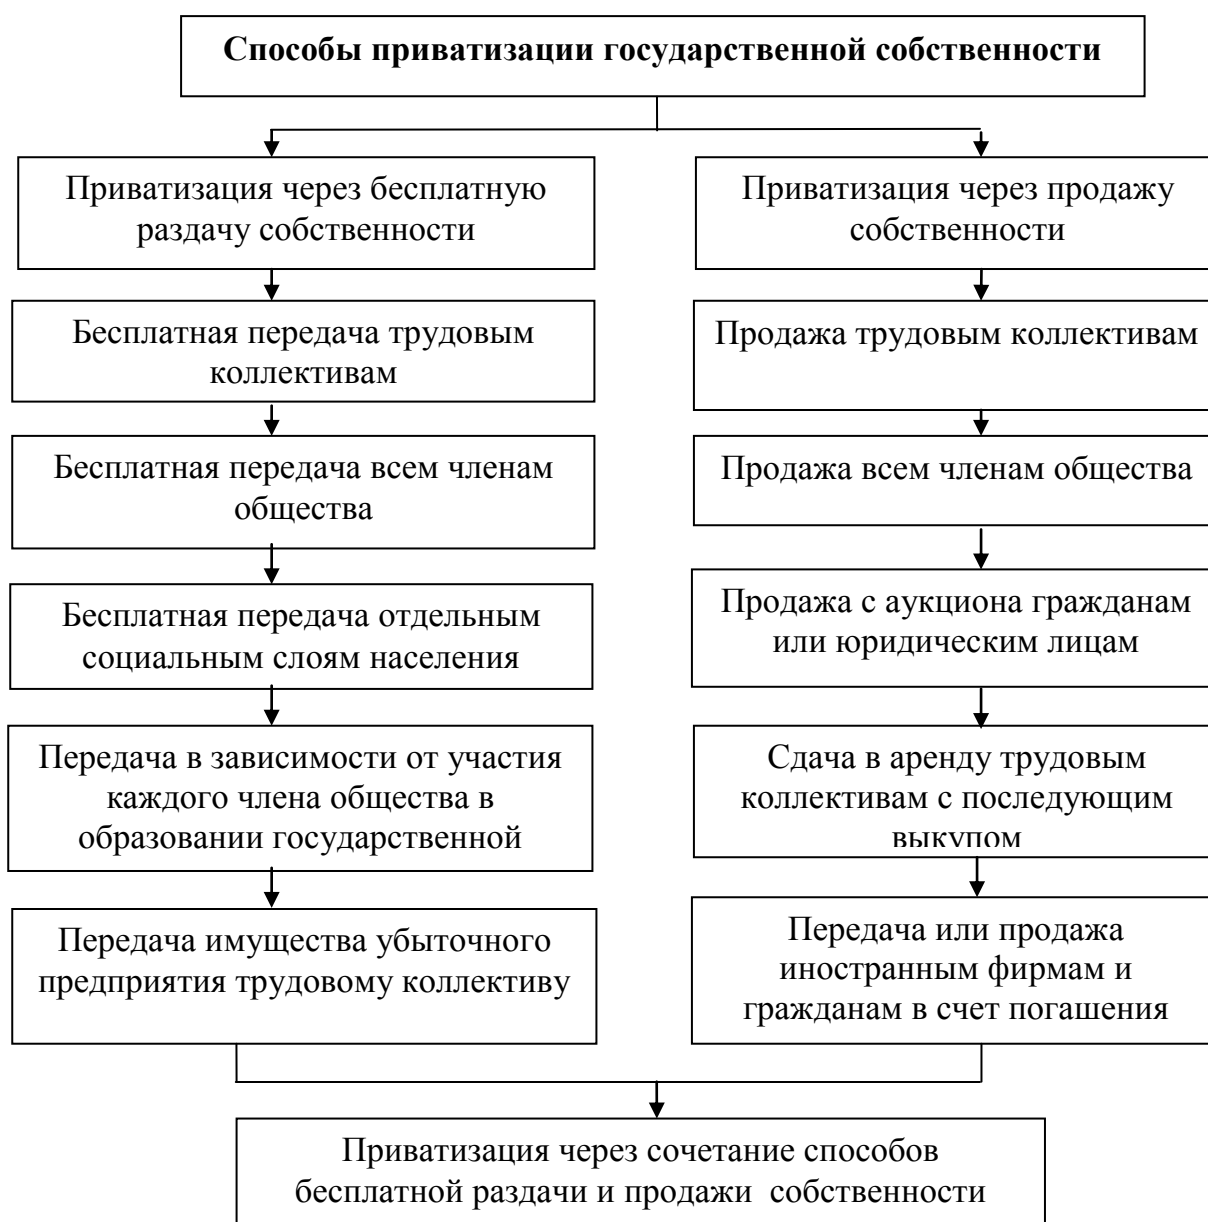 Способы приватизации государственной собственности
Приватизация через бесплатную
раздачу собственности
Бесплатная передача трудовым
коллективам
Бесплатная передача всем членам
общества
Бесплатная передача отдельным
социальным слоям населения
Передача в зависимости от участия
каждого члена общества в
образовании государственной
Передача имущества убыточного
предприятия трудовому коллективу
Приватизация через продажу
собственности
Продажа трудовым коллективам
Продажа всем членам общества
Продажа с аукциона гражданам
или юридическим лицам
Сдача в аренду трудовым
коллективам с последующим
выкупом
Передача или продажа
иностранным фирмам и
гражданам в счет погашения
Приватизация через сочетание способов
бесплатной раздачи и продажи собственности